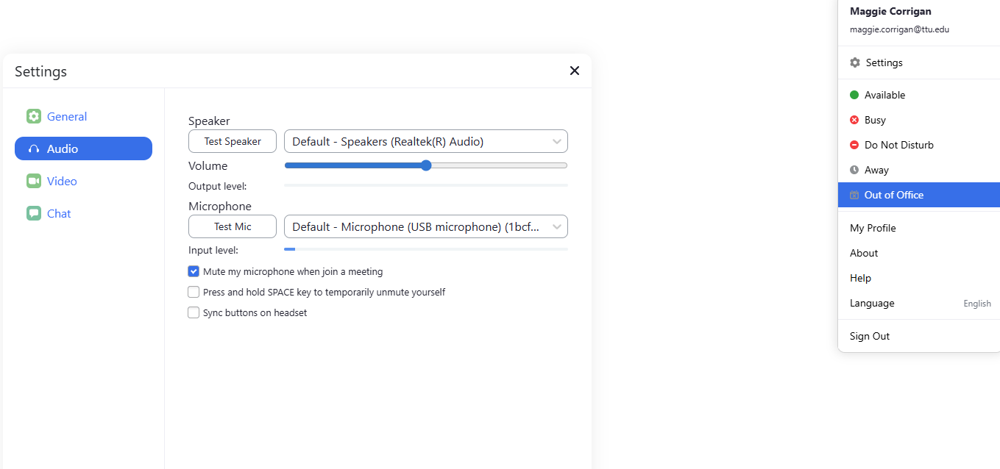 Settings
General
Audio
Video
Chat
Speaker
Test Speaker
Default - Speakers (Realtek(R) Audio)
Volume
Output level:
Microphone
Test Mic
Default - Microphone (USB microphone) (1bcf...
Input level:
Mute my microphone when join a meeting
Press and hold SPACE key to temporarily unmute yourself
Sync buttons on headset
Maggie Corrigan
maggie.corrigan@ttu.edu
Settings
Available
Busy
Do Not Disturb
Away
Out of Office
My Profile
About
Help
Language English
Sign Out